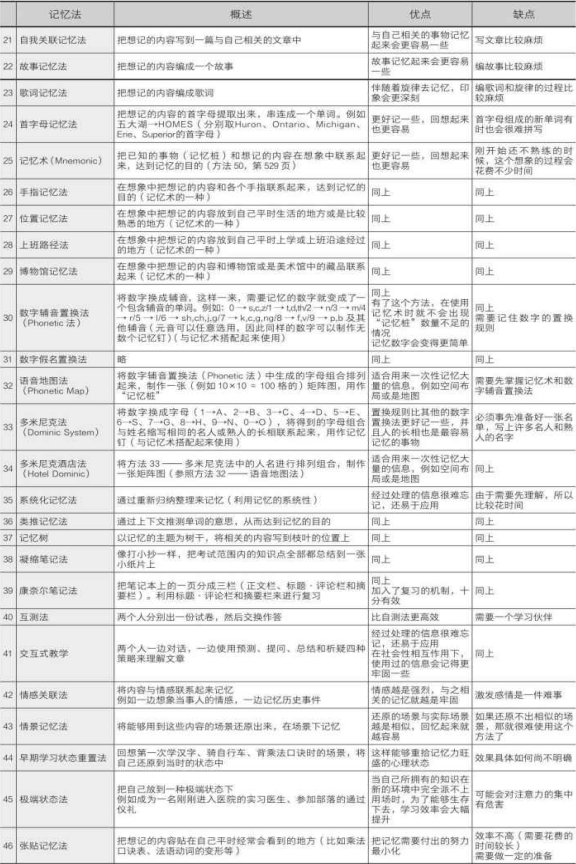 记忆法 概述 优点 缺点
21 自我关联记忆法 把想记的内容写到一篇与自己相关的文章中 与自己相关的事物记忆 写文章比较麻烦
起来会更容易一些
22 故事记忆法 把想记的内容编成一个故事 故事记忆起来会更容易 编故事比较麻烦
一些
23 歌词记忆法 把想记的内容编成歌词 伴随着旋律去记忆，印 编歌词和旋律的过程比
象会更深刻 较麻烦
24 首字母记忆法 把想记的内容的首字母提取出来，串连成一个单词。例如 更好记一些，回想起来 首字母组成的新单词有
五大湖→HOMES（分别取Huron、Ontario、Michigan、 也更容易 时也会很难拼写
Erie、Superior的首字母）
25 记忆术（Mnemonic） 把已知的事物（记忆桩）和想记的内容在想象中联系起 更好记一些，回想起来 刚开始还不熟练的时
来，达到记忆的目的（方法 50，第 529 页） 也更容易 候，这个想象的过程会
花费不少时间
26 手指记忆法 在想象中把想记的内容和各个手指联系起来，达到记忆的 同上 同上
目的（记忆术的一种）
27 位置记忆法 在想象中把想记的内容放到自己平时生活的地方或是比较 同上 同上
熟悉的地方（记忆术的一种）
28 上班路径法 在想象中把想记的内容放到自己平时上学或上班沿途经过 同上 同上
的地方（记忆术的一种）
29 博物馆记忆法 在想象中把想记的内容和博物馆或是美术馆中的藏品联系 同上 同上
起来（记忆术的一种）
30 数字辅音置换法 将数字换成辅音。这样一来，需要记忆的数字就变成了一 同上 同上
（Phonetic 法） 个包含辅音的单词。例如：0→s,c,z/1→t,d,th/2→n/3→m/4 有了这个方法，在使用 需要记住数字的置换
→r/5→l/6→sh,ch,j,g/7→k,c,g,ng/8→f,v/9→p,b 及其 记忆术时就不会出现 规则
他辅音（元音可以任意选用，因此同样的数字可以制作无 “记忆桩”数量不足的
数个记忆钉）（与记忆术搭配起来使用） 情况
记忆数字会变得更简单
31 数字假名置换法 略 同上 同上
32 语音地图法 将数字辅音置换法（Phonetic 法）中生成的字母组合排列 适合用来一次性记忆大 需要先掌握记忆术和数
（Phonetic Map） 起来，制作一张（例如 10×10 = 100 格的）矩阵图，用作 量的信息，例如空间布 字辅音置换法
“记忆桩” 局或是地图
33 多米尼克法 将数字换成字母（1→A、2→B、3→C、4→D、5→E、 置换规则比其他的数字 必须事先准备好一张名
（Dominic System） 6→S、7→G、8→H、9→N、0→O），将得到的字母组合 置换法更好记一些，并 单，写上许多名人和熟
与姓名缩写相同的名人或熟人的长相联系起来，用作记忆 且人的长相也是最容易 人的名字
钉（与记忆术搭配起来使用） 记忆的事物
34 多米尼克酒店法 将方法 33——多米尼克法中的人名进行排列组合，制作 适合用来一次性记忆大 同上
（Hotel Dominic） 一张矩阵图（参照方法 32——语音地图法） 量的信息，例如空间布
局或是地图
35 系统化记忆法 通过重新归纳整理来记忆（利用记忆的系统性） 经过处理的信息很难忘 由于需要先理解，所以
记，还易于应用 比较花时间
36 类推记忆法 通过上下文推测单词的意思，从而达到记忆的目的 同上 同上
37 记忆树 以记忆的主题为树干，将相关的内容写到枝叶的位置上 同上 同上
38 凝缩笔记法 像打小抄一样，把考试范围内的知识点全部都总结到一张 同上 同上
小纸片上
39 康奈尔笔记法 把笔记本上的一页分成三栏（正文栏、标题·评论栏和摘 同上 同上
要栏）。利用标题·评论栏和摘要栏来进行复习 加入了复习的机制，十
分有效
40 互测法 两个人分别出一份试卷，然后交换作答 比自测法更高效 需要一个学习伙伴
41 交互式教学 两个人一边对话，一边使用预测、提问、总结和析疑四种 经过处理的信息很难忘 同上
策略来理解文章 记，还易于应用
在社会性相互作用下，
使用过的信息会记得更
牢固一些
42 情感关联法 将内容与情感联系起来记忆 情感越是强烈，与之相 激发感情是一件难事
例如一边想象当事人的情感，一边记忆历史事件 关的记忆就越是牢固
43 情景记忆法 将能够用到这些内容的场景还原出来，在场景下记忆 还原的场景与实际场景 如果还原不出相似的场
越是相似，回忆起来就 景，那就很难使用这个
越容易 方法了
44 早期学习状态重置法 回想第一次学汉字、骑自行车、背乘法口诀时的场景，将 这样能够重拾记忆力旺 效果具体如何尚不明确
自己还原到当时的状态中 盛的心理状态
45 极端状态法 把自己放到一种极端状态下 当自己所拥有的知识在 可能会对注意力的集中
例如成为一名刚刚进入医院的实习医生、参加部落的通过 新的环境中完全派不上 有危害
仪礼 用场时，为了能够生存
下去，学习效率会大幅
提升
46 张贴记忆法 把想记的内容贴在自己平时经常会看到的地方（比如乘法 把记忆需要付出的努力 效率不高（需要花费的
口诀表、法语动词的变形等） 最小化 时间较长）
需要做一定的准备